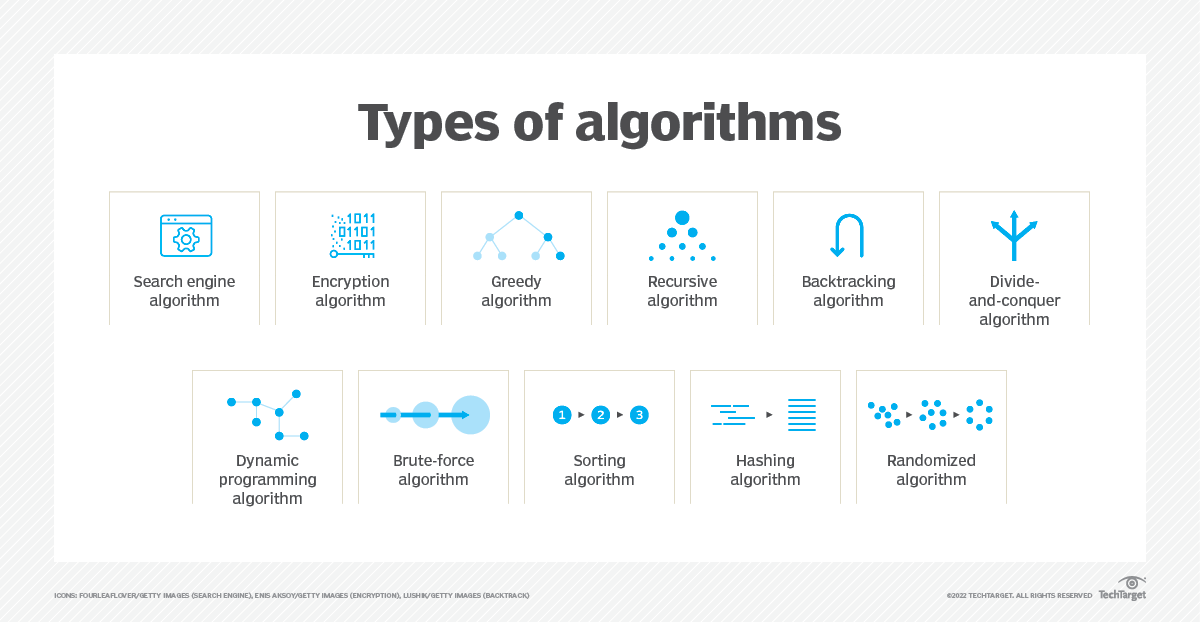 Types of algorithms
1011
0101
1011
Search engine
algorithm
Encryption
algorithm
Greedy
algorithm
Recursive
algorithm
Backtracking
algorithm
Divide-
and-conquer
algorithm
Dynamic
programming
algorithm
Brute-force
algorithm
1 2 3
Sorting
algorithm
Hashing
algorithm
Randomized
algorithm
ICONS: FOURLEAFLOVER/GETTY IMAGES (SEARCH ENGINE), ENIS AKSOY/GETTY IMAGES (ENCRYPTION), LUSHIK/GETTY IMAGES (BACKTRACK)
©2022 TECHTARGET. ALL RIGHTS RESERVED TechTarget